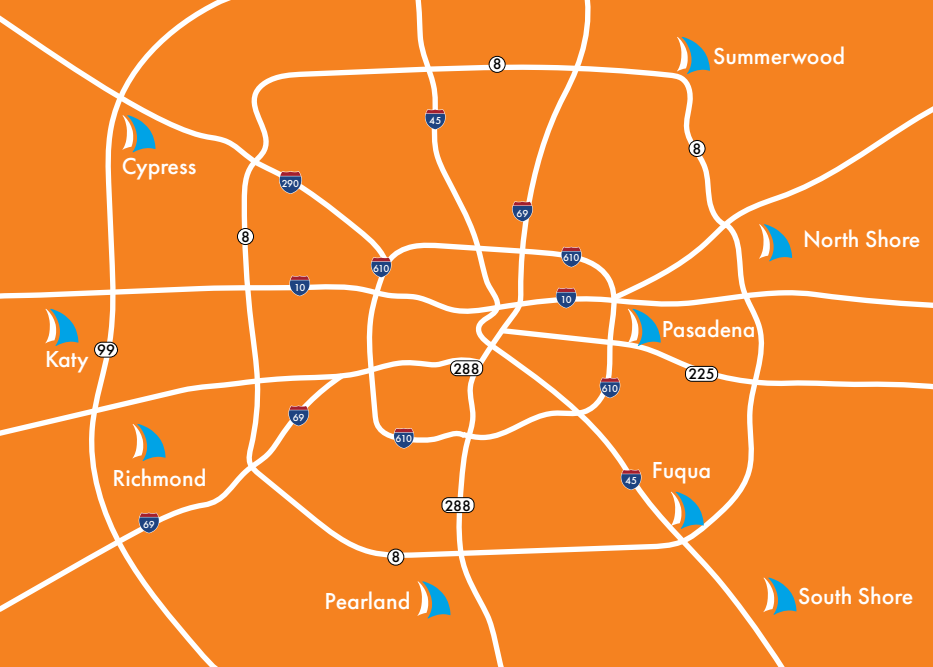 8
Summerwood
45
8
Cypress
290
69
8
North Shore
610
610
10
10
Pasadena
Katy
99
288
225
610
69
610
Richmond
Fuqua
45
288
69
8
Pearland
South Shore